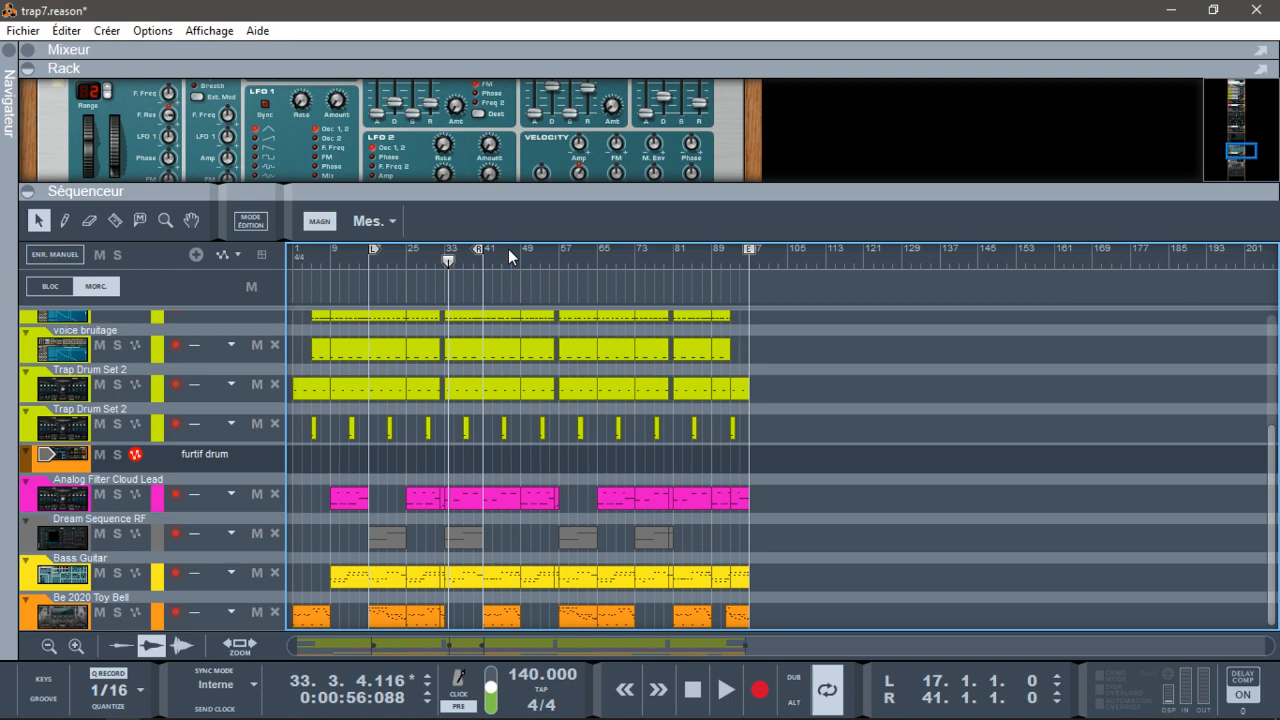 trap7.reason*
Fichier Éditer Créer Options Affichage Aide
Mixeur
Rack
Navigateur
Range
F. Freq
F. Res
LFO 1
Phase
FM
Breath
Ext. Mod
F. Freq
LFO 1
Amp
FM
LFO 1
Sync
Rate
Amount
Osc 1, 2
Osc 2
F. Freq
FM
Phase
Mix
A D S R Amt
FM
Phase
Freq 2
Dest
LFO 2
Osc 1, 2
Phase
F. Freq 2
Amp
Rate
Amount
A D S R Amt
A D S R
VELOCITY
Amp FM M. Env Phase
Séquenceur
MODE
ÉDITION
MAGN
Mes.
ENR. MANUEL
M S
1 9 25 33 R 41 49 57 65 73 81 89 E 105 113 121 129 137 145 153 161 169 177 185 193 201
4/4
BLOC MORC.
M
voice bruitage
M S M
Trap Drum Set 2
M S M
Trap Drum Set 2
M S M
M S furtif drum
Analog Filter Cloud Lead
M S M
Dream Sequence RF
M S M
Bass Guitar
M S M
Be 2020 Toy Bell
M S M
ZOOM
KEYS
GROOVE
Q RECORD
1/16
QUANTIZE
SYNC MODE
Interne
SEND CLOCK
33. 3. 4.116 *
0:00:56:088
CLICK
PRE
140.000
TAP
4/4
DUB
ALT
L 17. 1. 1. 0
R 41. 1. 1. 0
DSP IN OUT
DELAY
COMP
ON
0